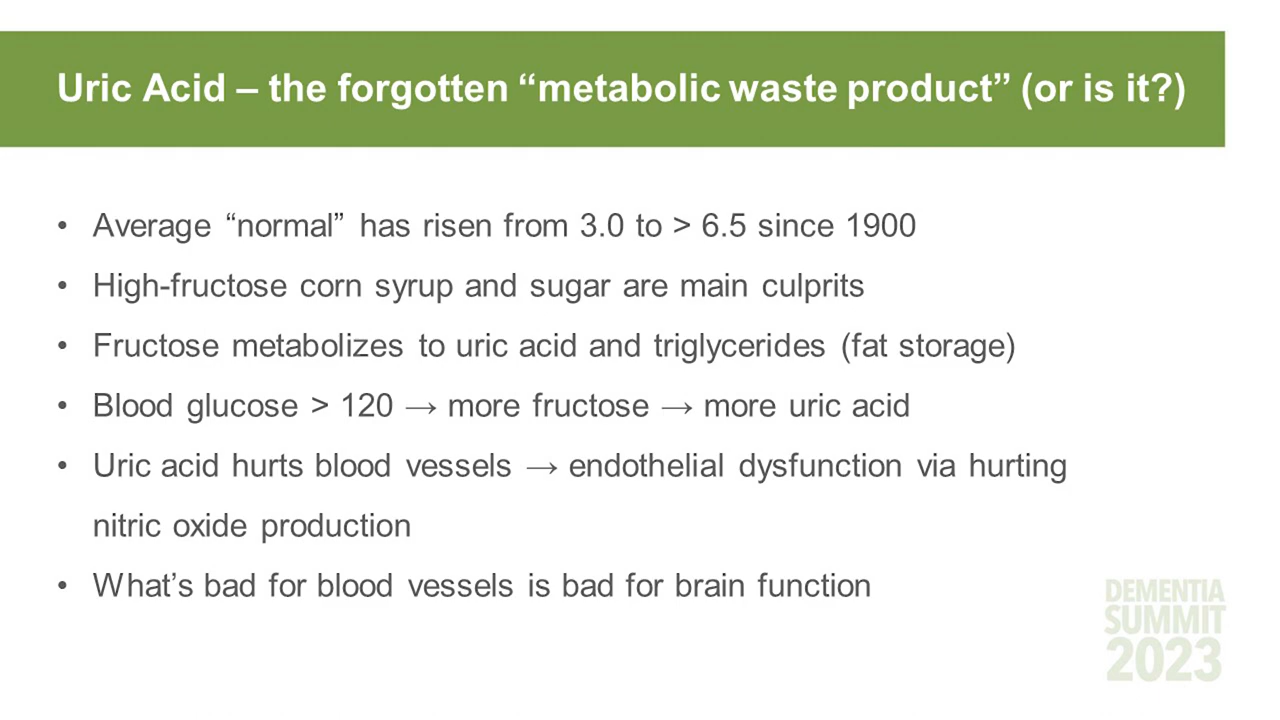 Uric Acid – the forgotten “metabolic waste product” (or is it?)
• Average “normal” has risen from 3.0 to > 6.5 since 1900
• High-fructose corn syrup and sugar are main culprits
• Fructose metabolizes to uric acid and triglycerides (fat storage)
• Blood glucose > 120 → more fructose → more uric acid
• Uric acid hurts blood vessels → endothelial dysfunction via hurting
nitric oxide production
• What’s bad for blood vessels is bad for brain function
DEMENTIA
SUMMIT
2023